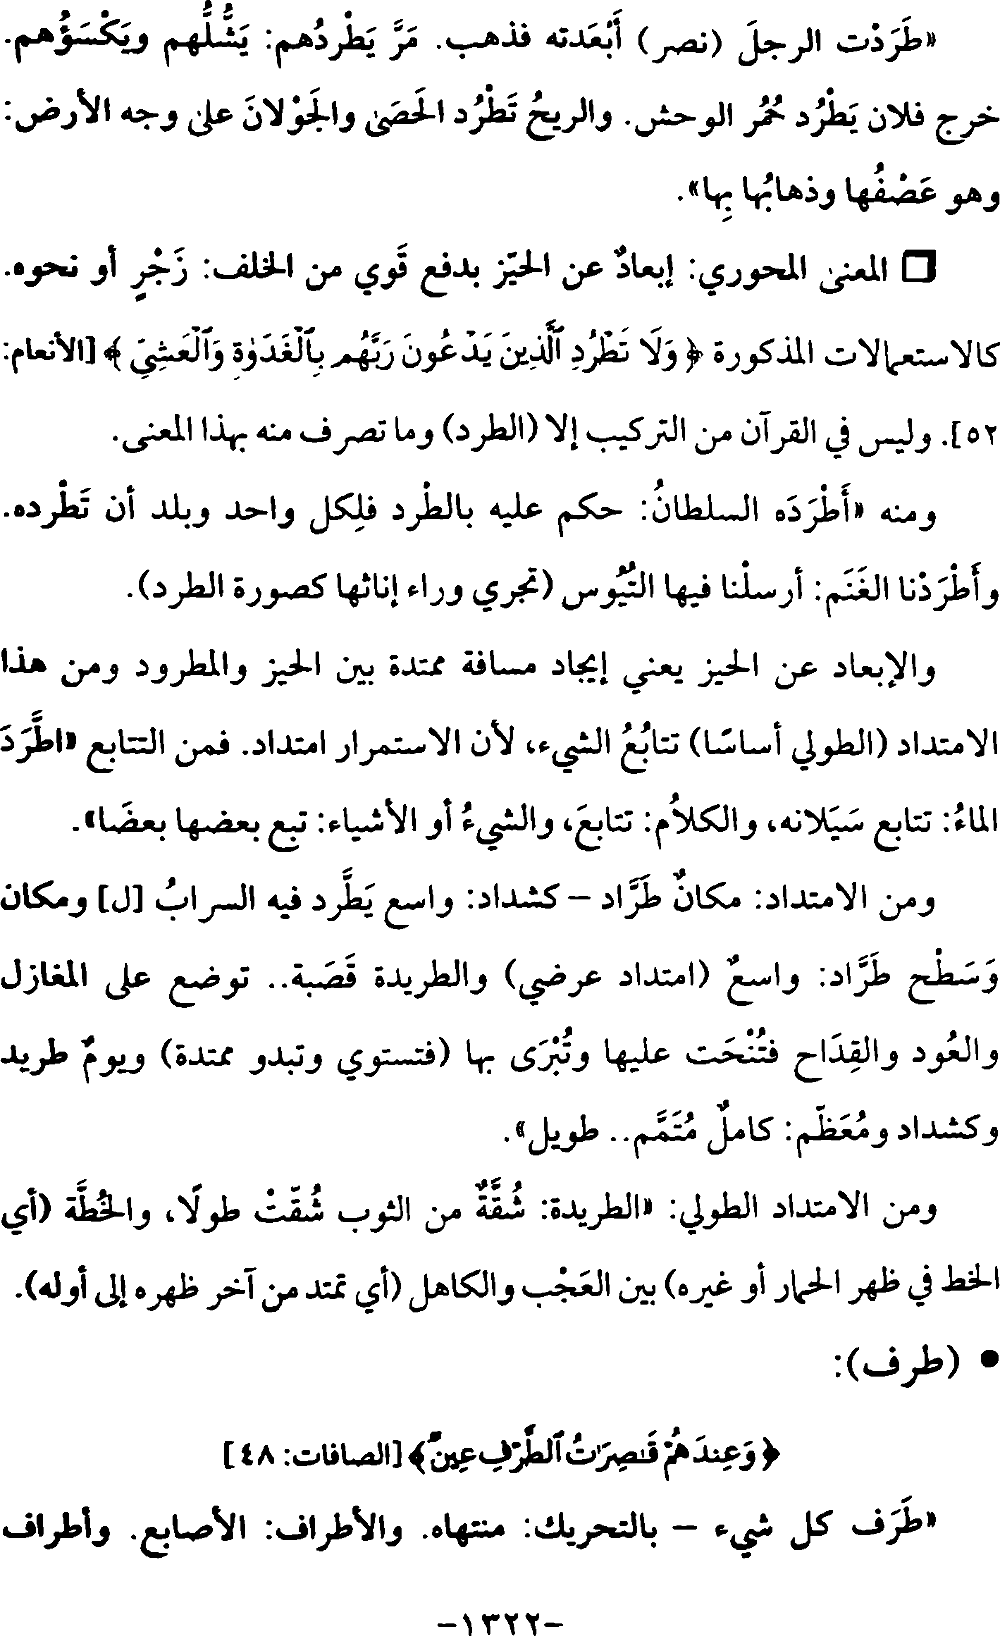 «طَرَدْت الرجلَ (نصر) أَبْعَدته فذهب. مَرَّ يَطْردُهم: يَشُّلُّهم ويَكْسَؤُهم.
خرج فلان يَطْرُد حُمُر الوحش. والريحُ تَطْرُد الحَصَىٰ والجَوْلانَ علىٰ وجه الأرض:
وهو عَصْفُها وذهابُها بِها».
❒ المعنىٰ المحوري: إبعادٌ عن الحيّز بدفع قَوي من الخلف: زَجْرٍ أو نحوه.
كالاستعمالات المذكورة ﴿ وَلَا تَطْرُدِ ٱلَّذِينَ يَدْعُونَ رَبَّهُم بِٱلْغَدَوٰةِ وَٱلْعَشِيِّ ﴾ [الأنعام:
٥٢]. وليس في القرآن من التركيب إلا (الطرد) وما تصرف منه بهذا المعنى.
ومنه «أَطْرَدَه السلطانُ: حكم عليه بالطْرد فلِكل واحد وبلد أن تَطْرده.
وأَطْرَدْنا الغَنَم: أرسلْنا فيها التُيُوس (تجري وراء إناثها كصورة الطرد).
والإبعاد عن الحيز يعني إيجاد مسافة ممتدة بين الحيز والمطرود ومن هذا
الامتداد (الطولي أساسًا) تتابُعُ الشيء، لأن الاستمرار امتداد. فمن التتابع «اطَّرَدَ
الماءُ: تتابع سَيَلانه، والكلاُم: تتابعَ، والشيءُ أو الأشياء: تبع بعضها بعضًا».
ومن الامتداد: مكانٌ طَرَّاد – كشداد: واسع يَطَّرد فيه السرابُ [ل] ومكان
وَسَطْح طَرَّاد: واسعٌ (امتداد عرضي) والطريدة قَصَبة.. توضع على المغازل
والعُود والقِدَاح فتُنْحَت عليها وتُبْرَى بها (فتستوي وتبدو ممتدة) ويومٌ طريد
وكشداد ومُعَظّم: كاملٌ مُتَمَّم.. طويل».
ومن الامتداد الطولي: «الطريدة: شُقَّةٌ من الثوب شُقّتْ طولًا، والخُطَّة (أي
الخط في ظهر الحمار أو غيره) بين العَجْب والكاهل (أي تمتد من آخر ظهره إلى أوله).
• (طرف):
﴿ وَعِندَهُمْ قَـٰصِرَٰتُ ٱلطَّرْفِ عِينٌ ﴾ [الصافات: ٤٨]
«طَرَف كل شيء – بالتحريك: منتهاه. والأطراف: الأصابع. وأطراف
-١٣٢٢-